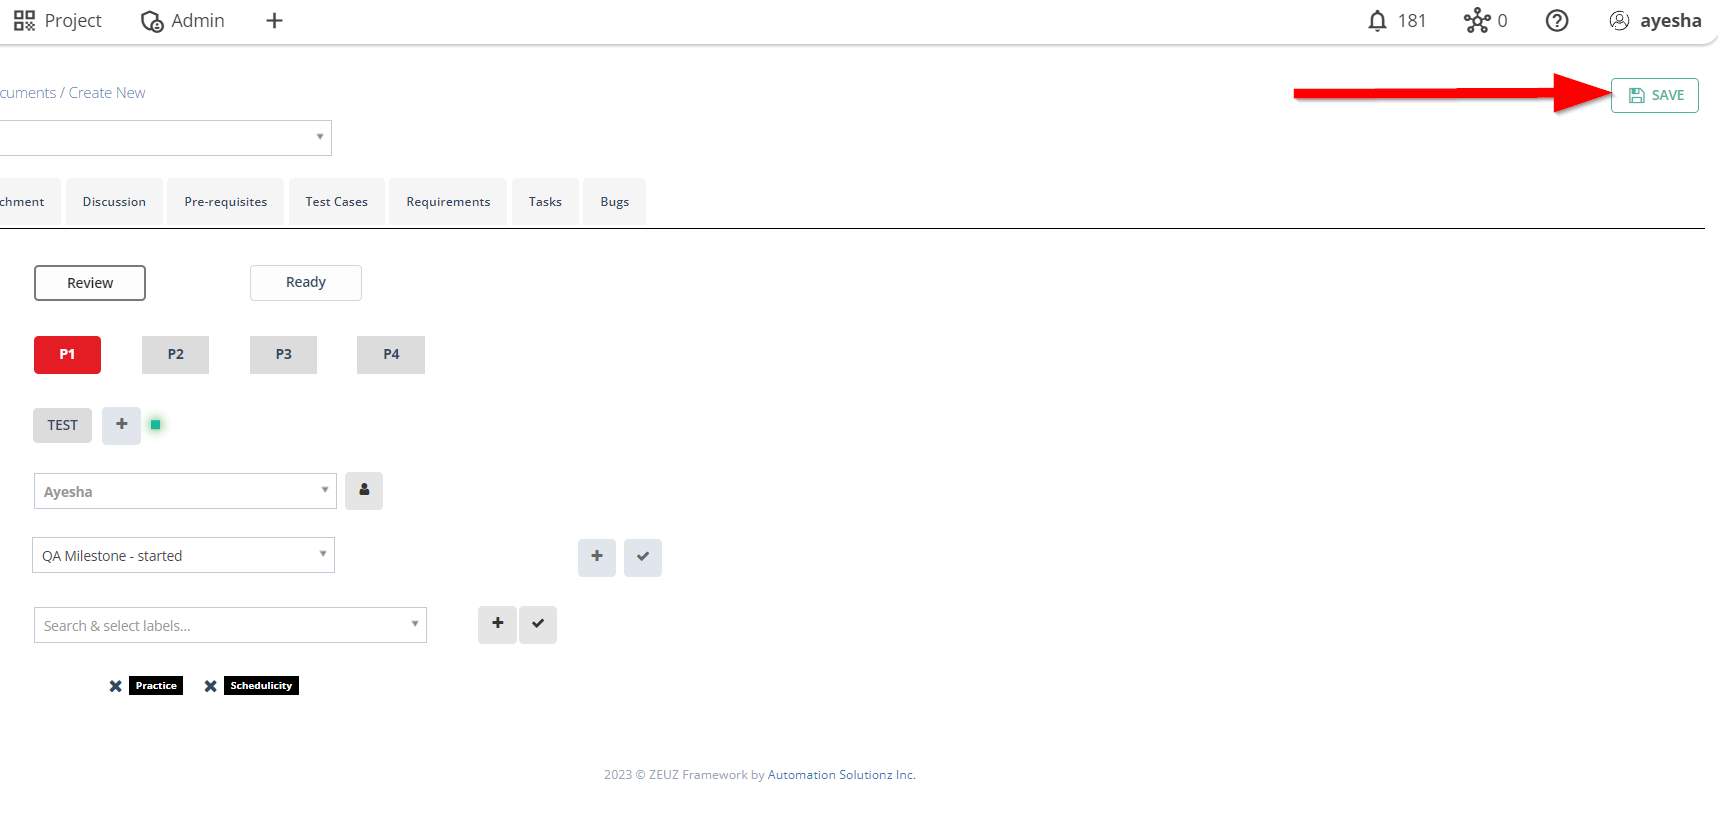 Project Admin 181 0 ayesha
cuments / Create New
SAVE
chment Discussion Pre-requisites Test Cases Requirements Tasks Bugs
Review Ready
P1 P2 P3 P4
TEST
Ayesha
QA Milestone - started
Search & select labels...
Practice Schedulicity
2023 © ZEUZ Framework by Automation Solutionz Inc.